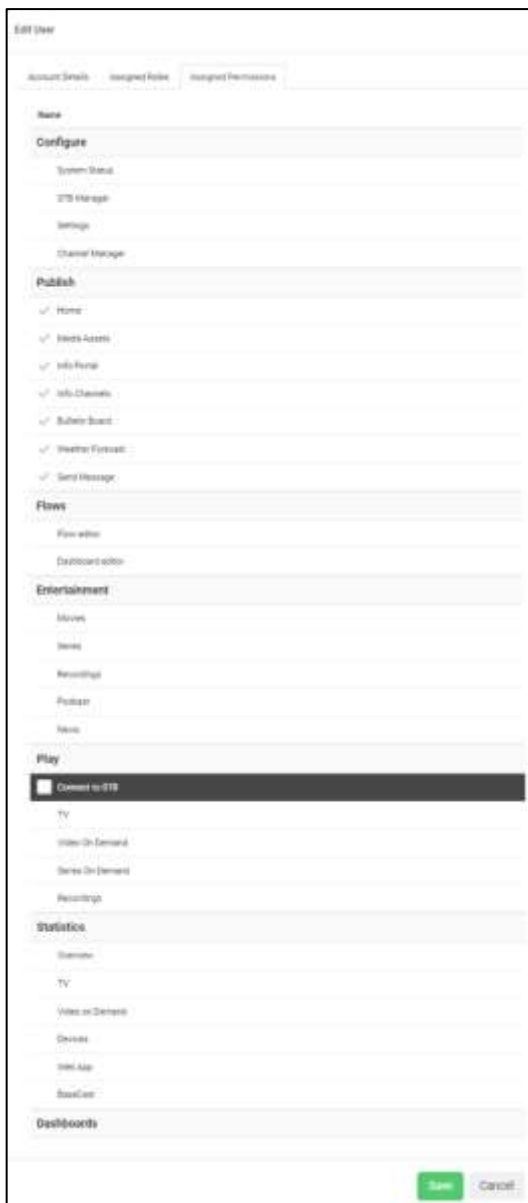 Edit User
Account Details Assigned Roles Assigned Permissions
Name
Configure
System Status
STB Manager
Settings
Channel Manager
Publish
Home
Media Assets
Info Portal
Info Channels
Bulletin Board
Weather Forecast
Send Message
Flows
Flow editor
Dashboard editor
Entertainment
Movies
Series
Recordings
Podcast
News
Play
Connect to STB
TV
Video On Demand
Series On Demand
Recordings
Statistics
Overview
TV
Video on Demand
Devices
Web App
BaseCast
Dashboards
Save Cancel